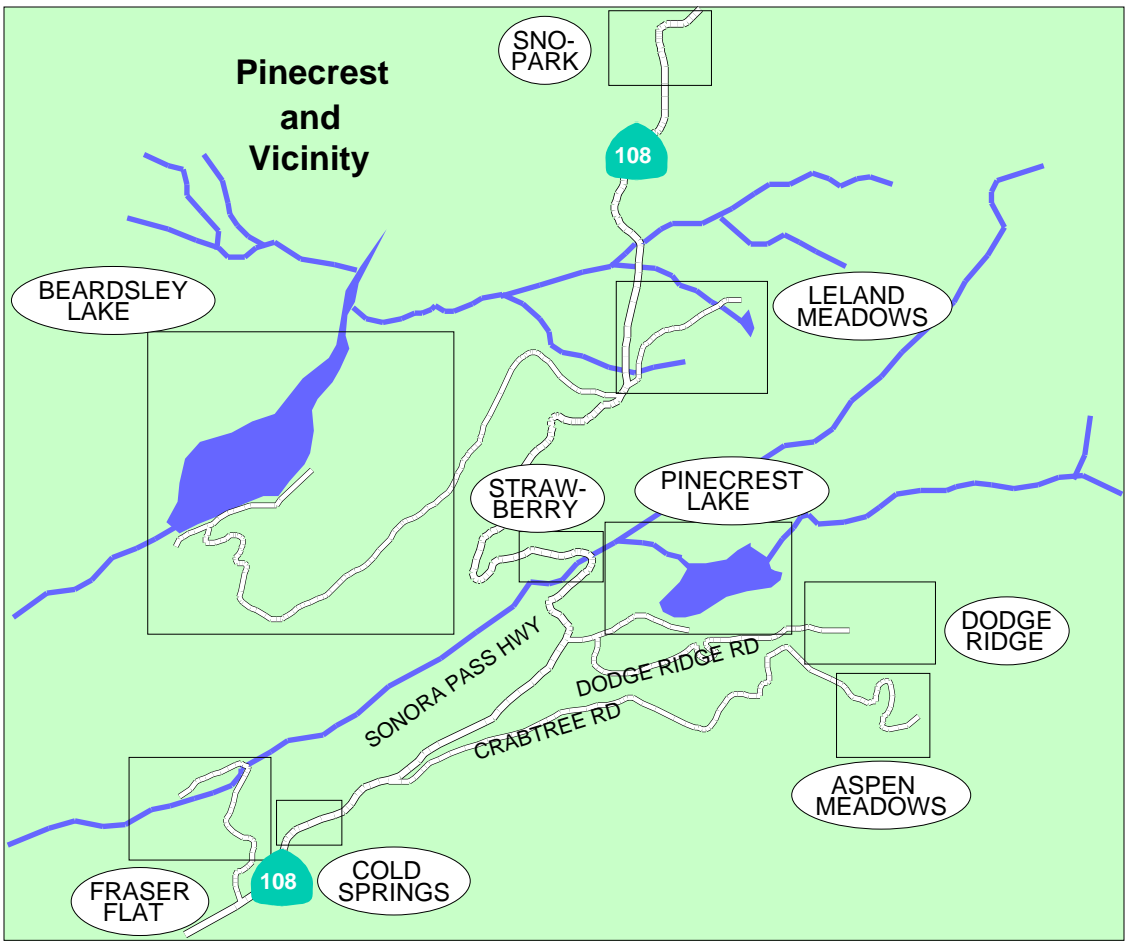 SNO-
PARK
Pinecrest
and
Vicinity
108
BEARDSLEY
LAKE
LELAND
MEADOWS
STRAW-
BERRY
PINECREST
LAKE
DODGE
RIDGE
SONORA PASS HWY
DODGE RIDGE RD
CRABTREE RD
ASPEN
MEADOWS
COLD
SPRINGS
108
FRASER
FLAT